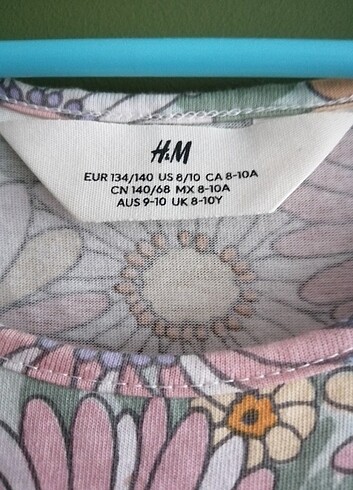 H&M
EUR 134/140 US 8/10 CA 8-10A
CN 140/68 MX 8-10A
AUS 9-10 UK 8-10Y